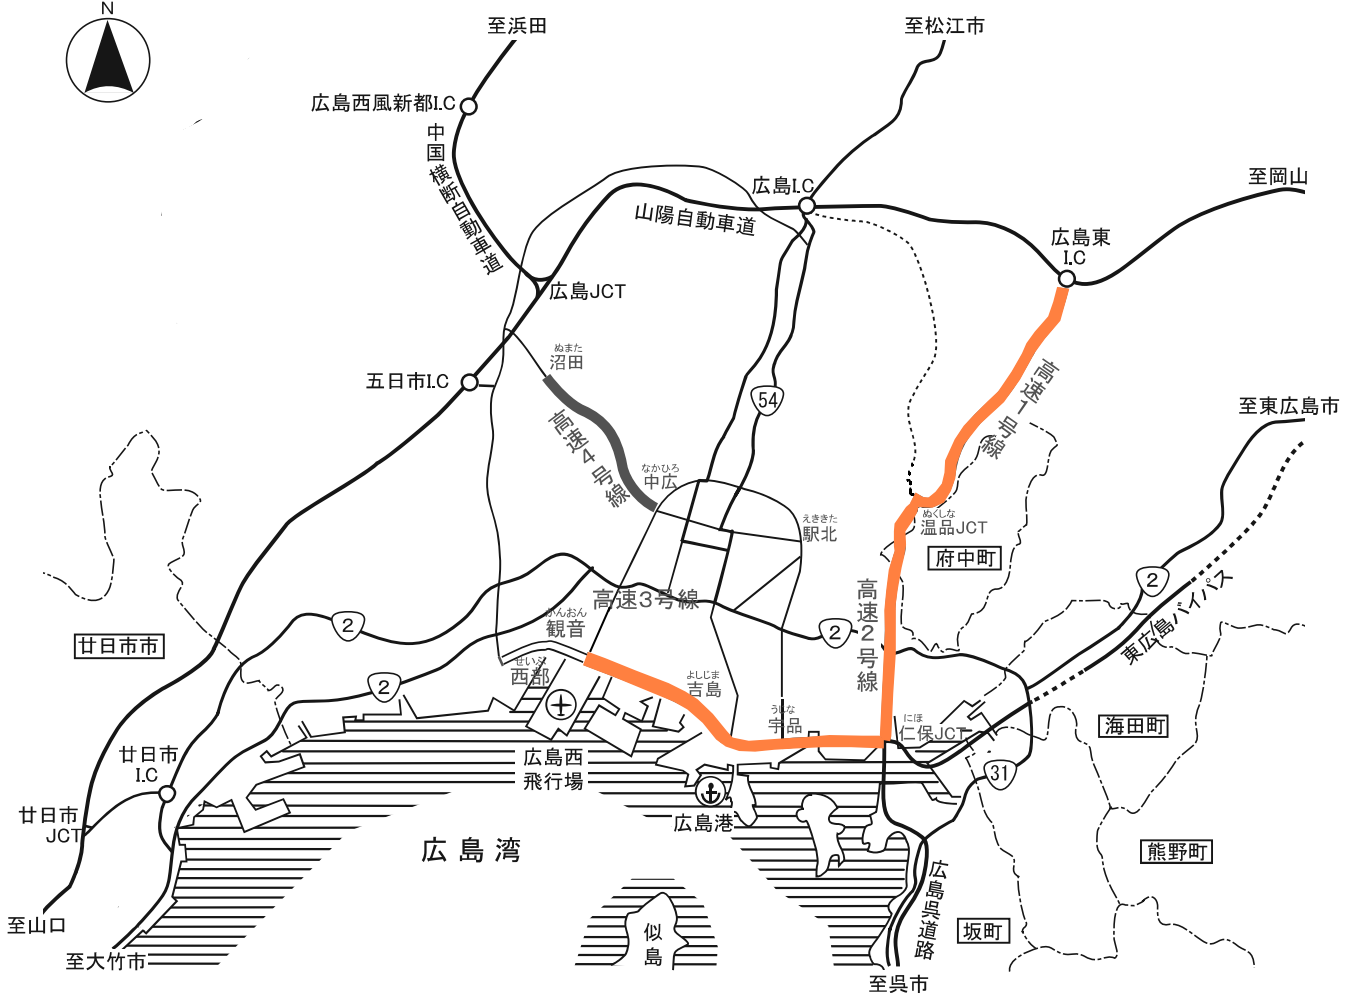 N
至浜田
至松江市
広島西風新都I.C
中国横断自動車道
広島I.C
至岡山
山陽自動車道
広島東
I.C
広島JCT
ぬまた
沼田
五日市I.C
54
高速1号線
至東広島市
高速4号線
なかひろ
中広
えききた
駅北
ぬくしな
温品JCT
府中町
2
高速3号線
高速2号線
東広島バイパス
かんおん
観音
2
2
廿日市市
せいぶ
西部
よしじま
吉島
2
うじな
宇品
にほ
仁保JCT
海田町
広島西
飛行場
廿日市
I.C
31
廿日市
JCT
広島港
広島湾
熊野町
広島呉道路
似島
坂町
至山口
至大竹市
至呉市